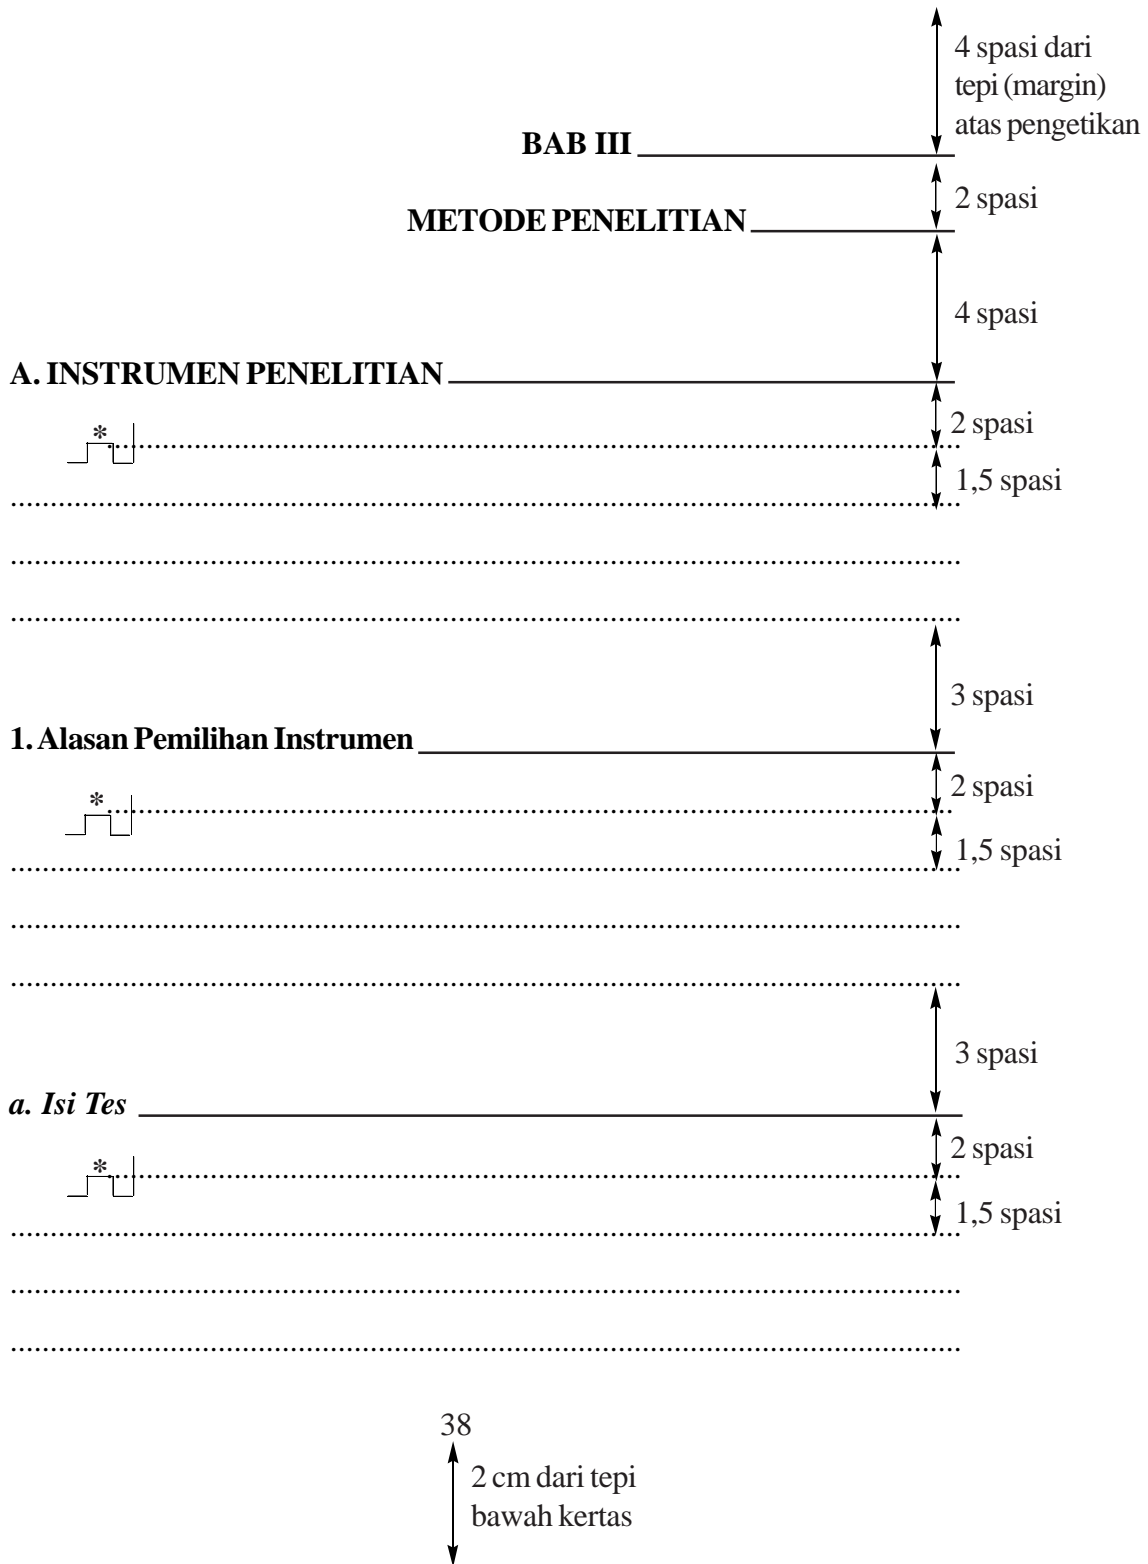 4 spasi dari
tepi (margin)
atas pengetikan
BAB III
2 spasi
METODE PENELITIAN
4 spasi
A. INSTRUMEN PENELITIAN
2 spasi
*
1,5 spasi
3 spasi
1. Alasan Pemilihan Instrumen
2 spasi
*
1,5 spasi
3 spasi
a. Isi Tes
2 spasi
*
1,5 spasi
38
2 cm dari tepi
bawah kertas